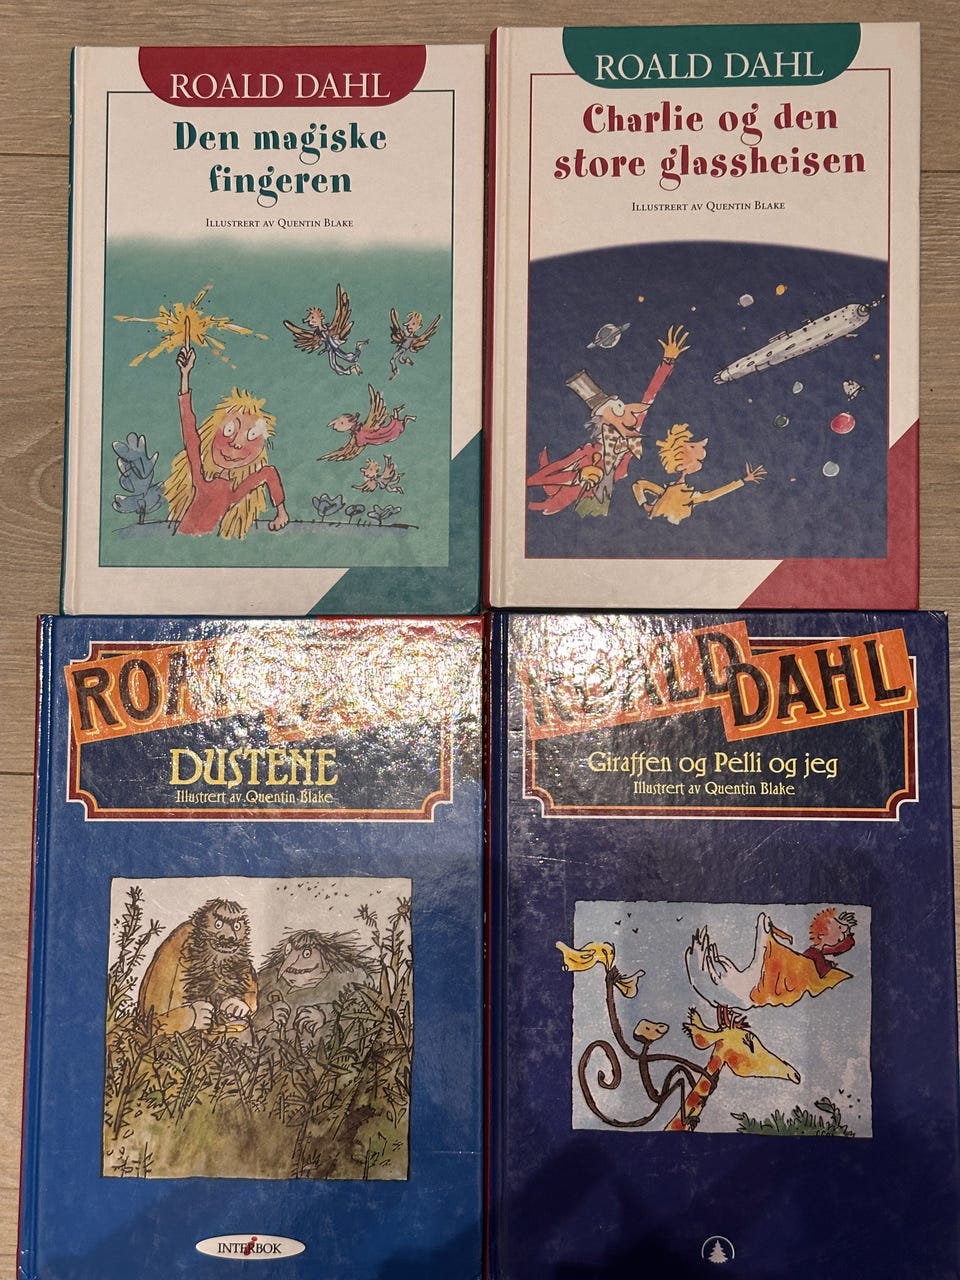 ROALD DAHL
Den magiske
fingeren
ILLUSTRERT AV QUENTIN BLAKE
ROALD DAHL
Charlie og den
store glassheisen
ILLUSTRERT AV QUENTIN BLAKE
DUSTENE
Illustrert av Quentin Blake
INTERBOK
ROALD DAHL
Giraffen og Pelli og jeg
Illustrert av Quentin Blake